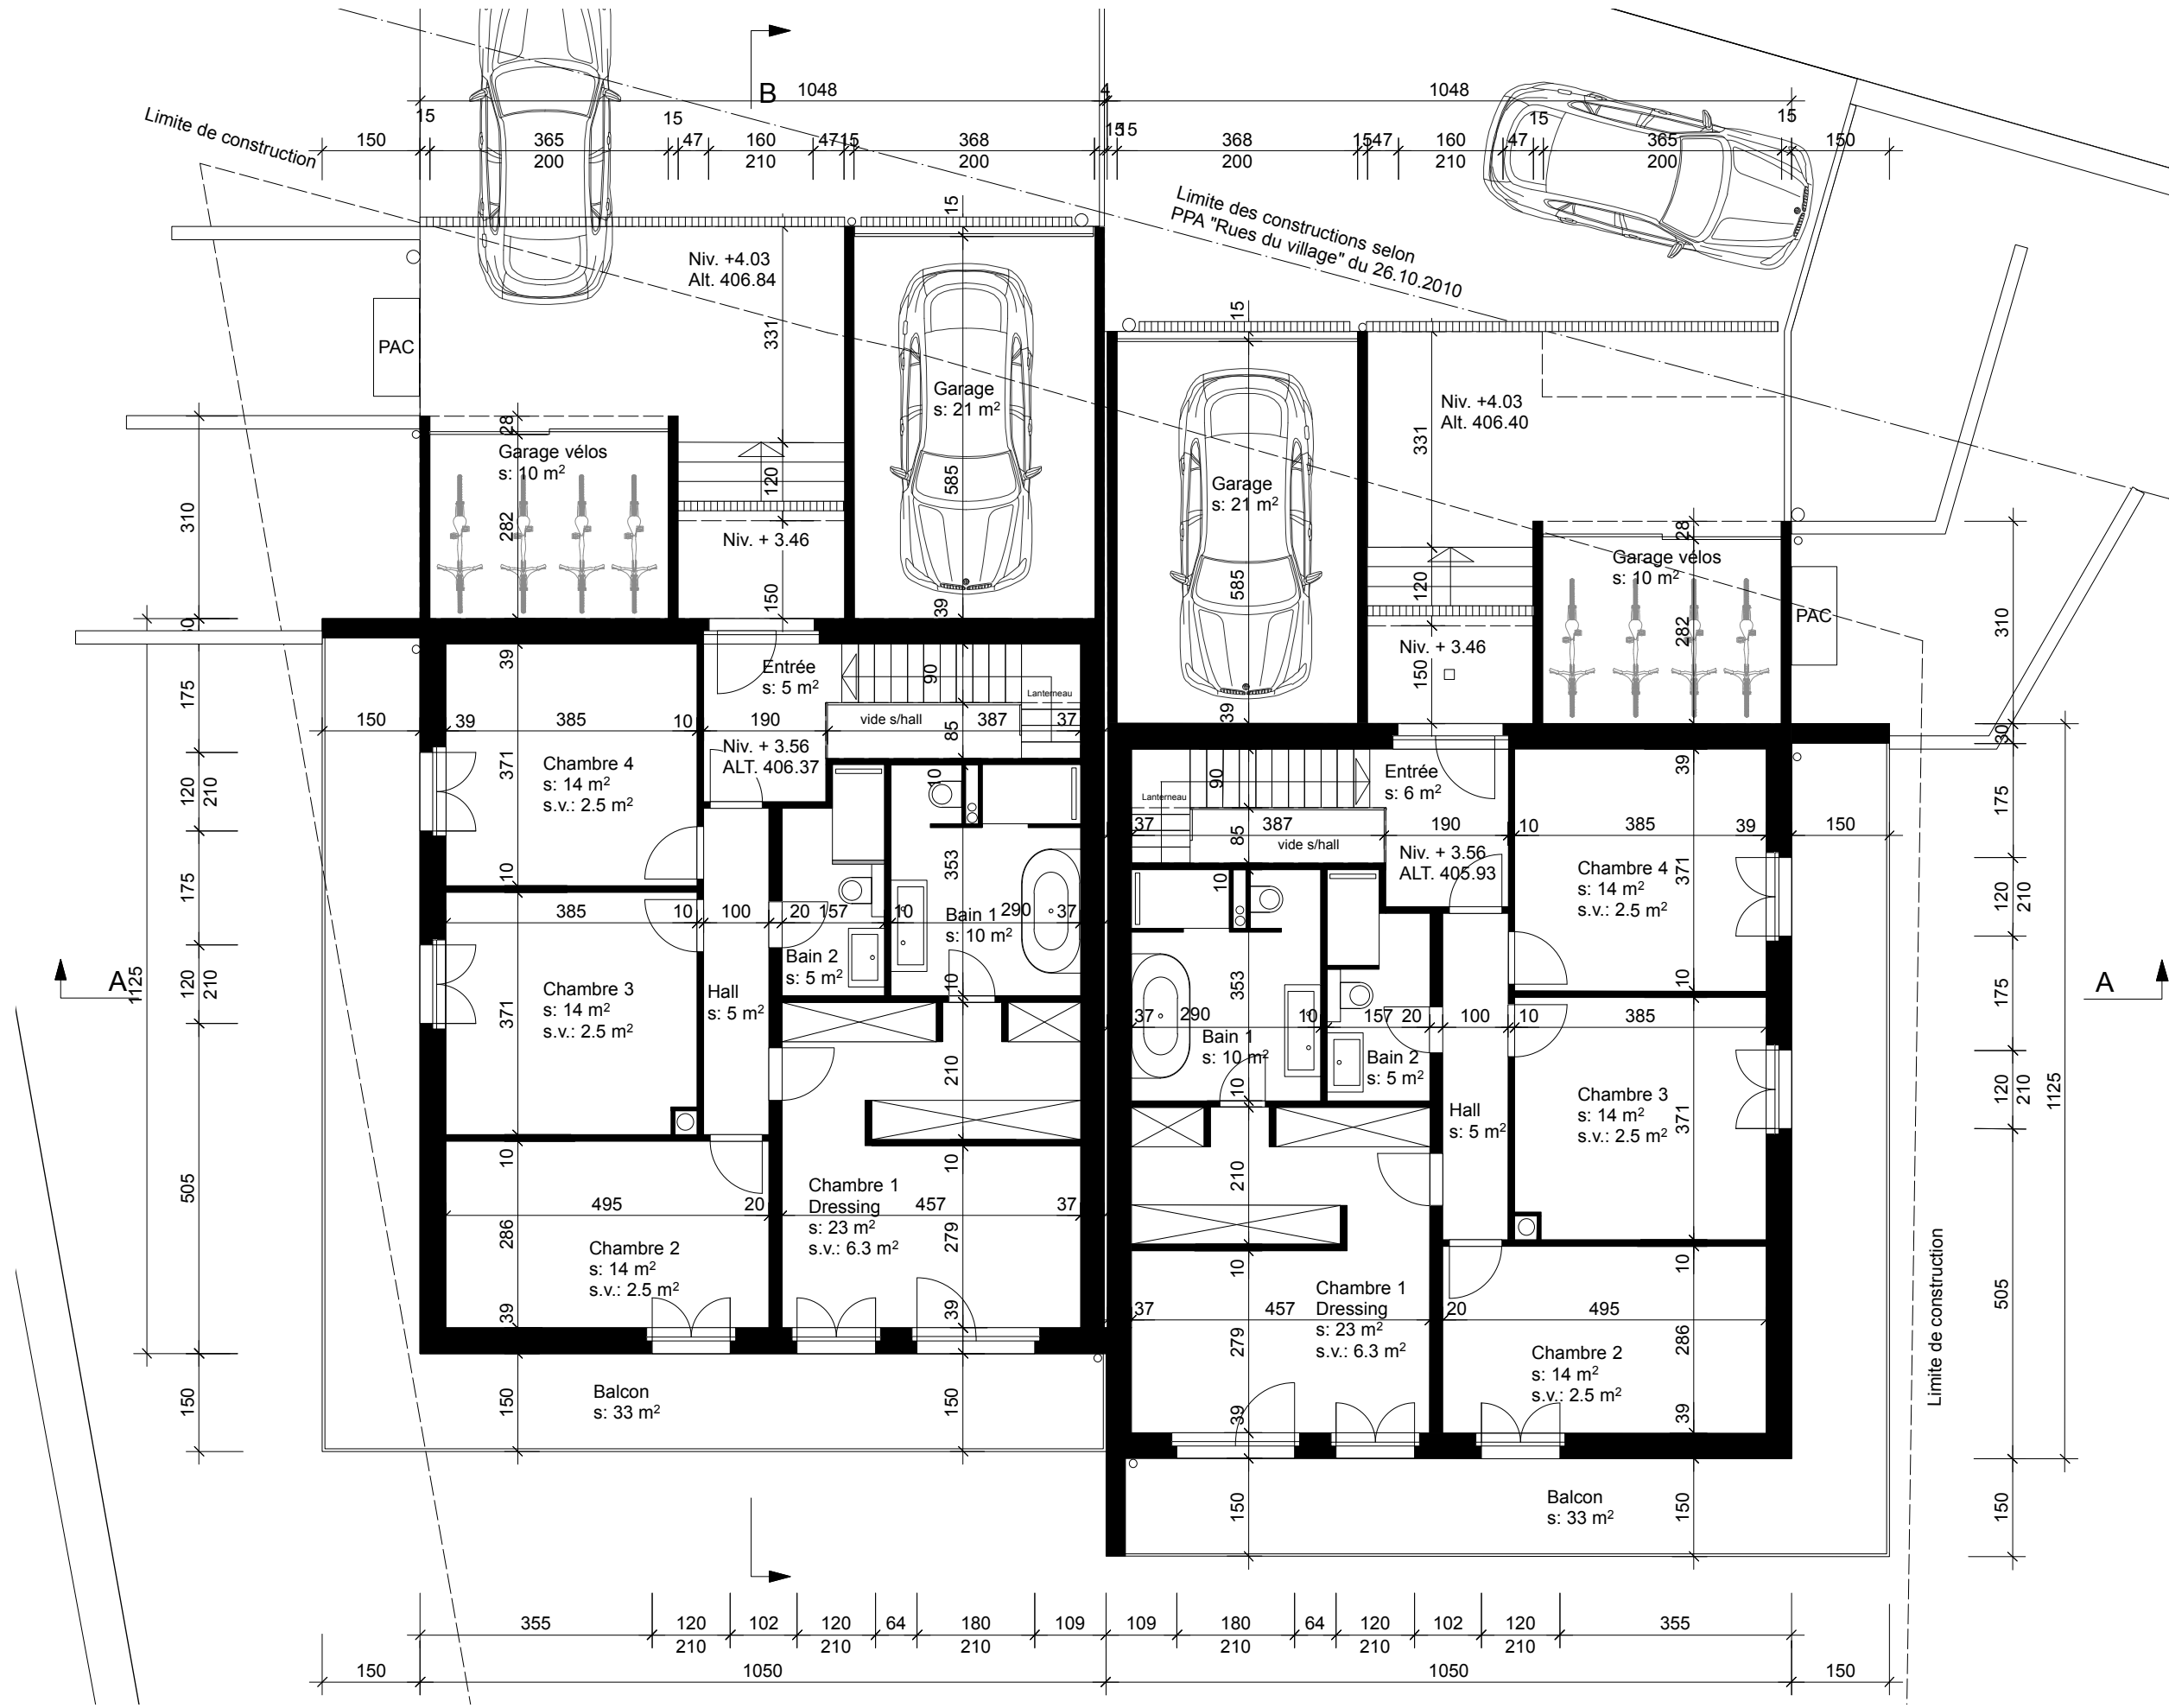 B
1048
4
1048
Limite de construction
150
15
365
200
15
47
160
210
47
15
368
200
15
15
368
200
15
47
160
210
47
15
365
200
15
150
Limite des constructions selon
PPA "Rues du village" du 26.10.2010
Niv. +4.03
Alt. 406.84
331
15
PAC
Garage
s: 21 m²
585
39
28
Garage vélos
s: 10 m²
282
120
Niv. + 3.46
150
310
15
Niv. +4.03
Alt. 406.40
331
Garage
s: 21 m²
585
39
120
Niv. + 3.46
150
28
Garage vélos
s: 10 m²
282
PAC
310
30
175
120
210
175
120
210
505
150
1125
A
150
39
385
10
190
387
37
39
371
Chambre 4
s: 14 m²
s.v.: 2.5 m²
10
Entrée
s: 5 m²
90
Lanterneau
vide s/hall
85
Niv. + 3.56
ALT. 406.37
10
353
385
10
100
20
157
10
290
37
Bain 1
s: 10 m²
Bain 2
s: 5 m²
10
Chambre 3
s: 14 m²
s.v.: 2.5 m²
371
Hall
s: 5 m²
210
10
10
495
20
457
37
286
Chambre 1
Dressing
s: 23 m²
s.v.: 6.3 m²
279
Chambre 2
s: 14 m²
s.v.: 2.5 m²
39
39
Balcon
s: 33 m²
150
150
90
Lanterneau
Entrée
s: 6 m²
39
37
387
190
10
385
39
150
85
vide s/hall
Niv. + 3.56
ALT. 405.93
Chambre 4
s: 14 m²
s.v.: 2.5 m²
371
10
353
10
37
290
10
157
20
100
10
385
Bain 1
s: 10 m²
Bain 2
s: 5 m²
10
Hall
s: 5 m²
Chambre 3
s: 14 m²
s.v.: 2.5 m²
371
210
10
10
37
457
20
495
Chambre 1
Dressing
s: 23 m²
s.v.: 6.3 m²
279
Chambre 2
s: 14 m²
s.v.: 2.5 m²
286
39
39
Balcon
s: 33 m²
150
150
30
175
120
210
175
120
210
505
150
1125
A
Limite de construction
355
120
210
102
120
210
64
180
210
109
109
180
210
64
120
210
102
120
210
355
150
1050
1050
150